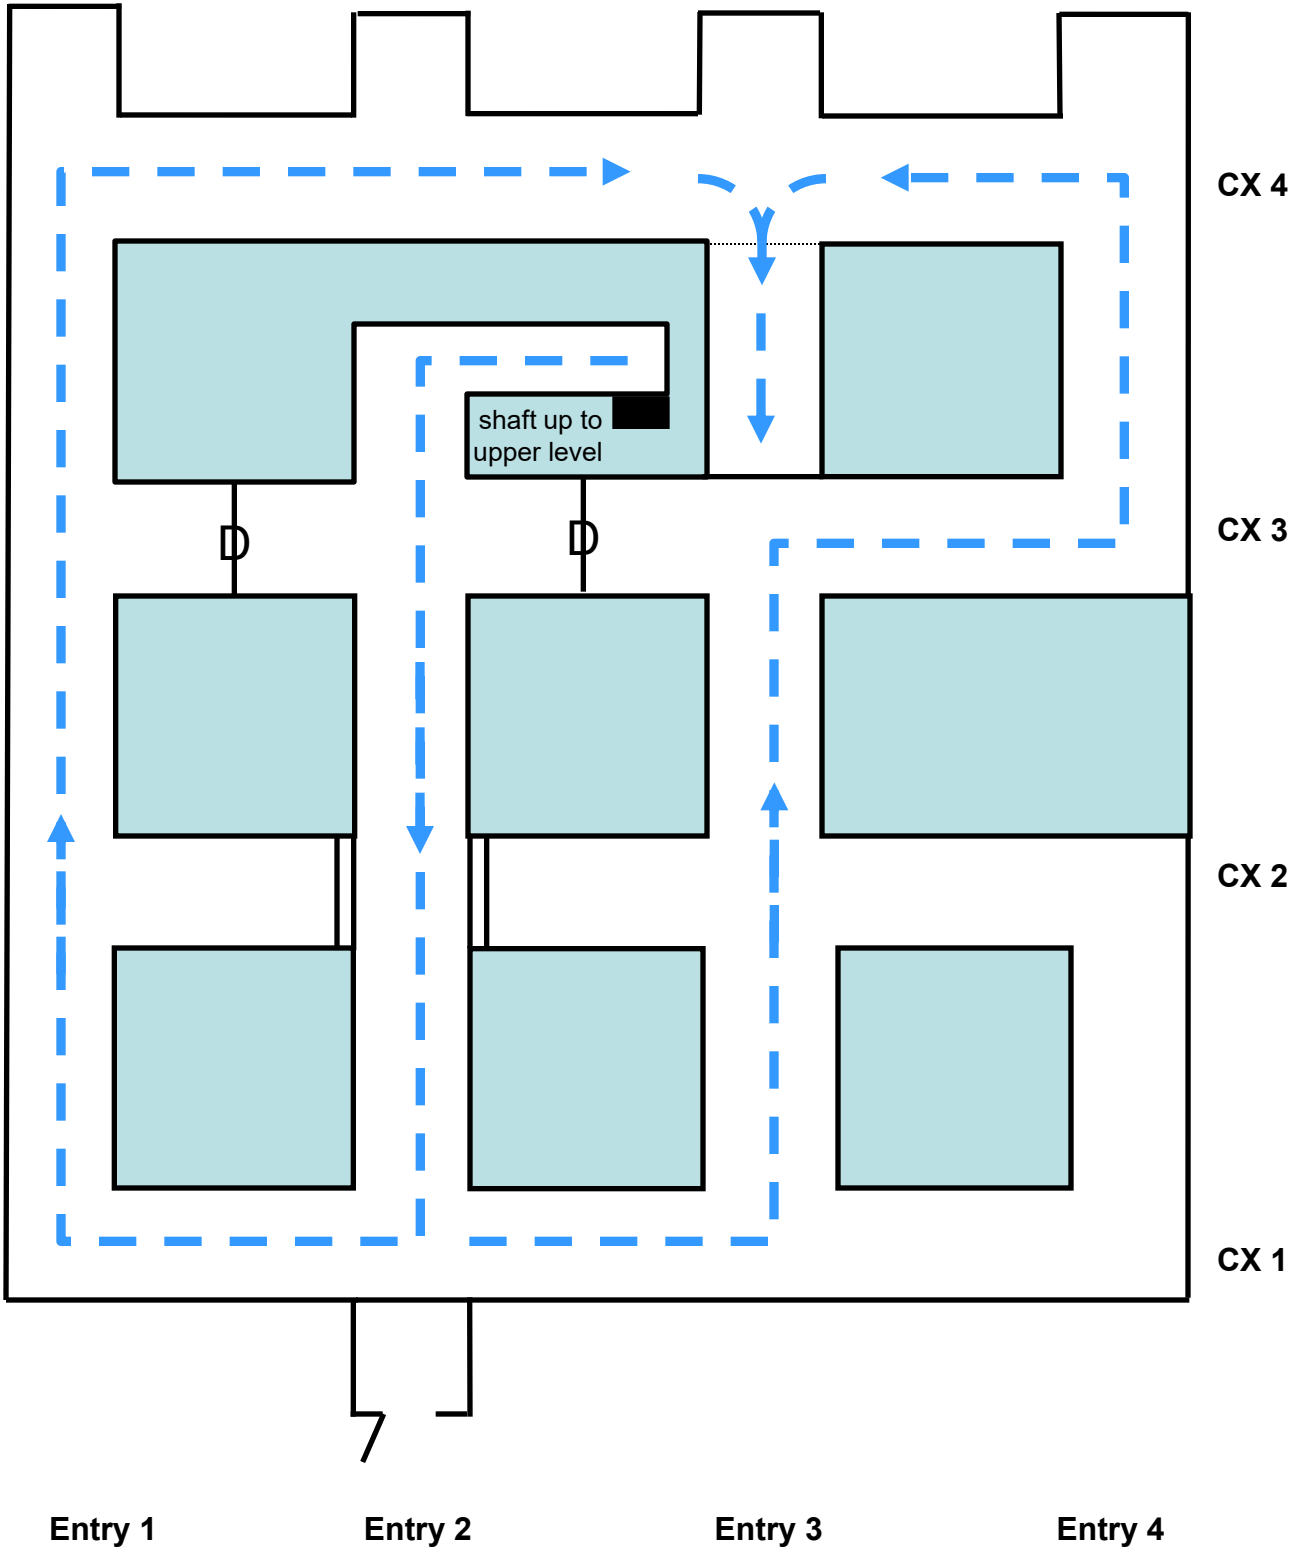 CX 4
shaft up to
upper level
D
D
CX 3
CX 2
CX 1
Entry 1
Entry 2
Entry 3
Entry 4